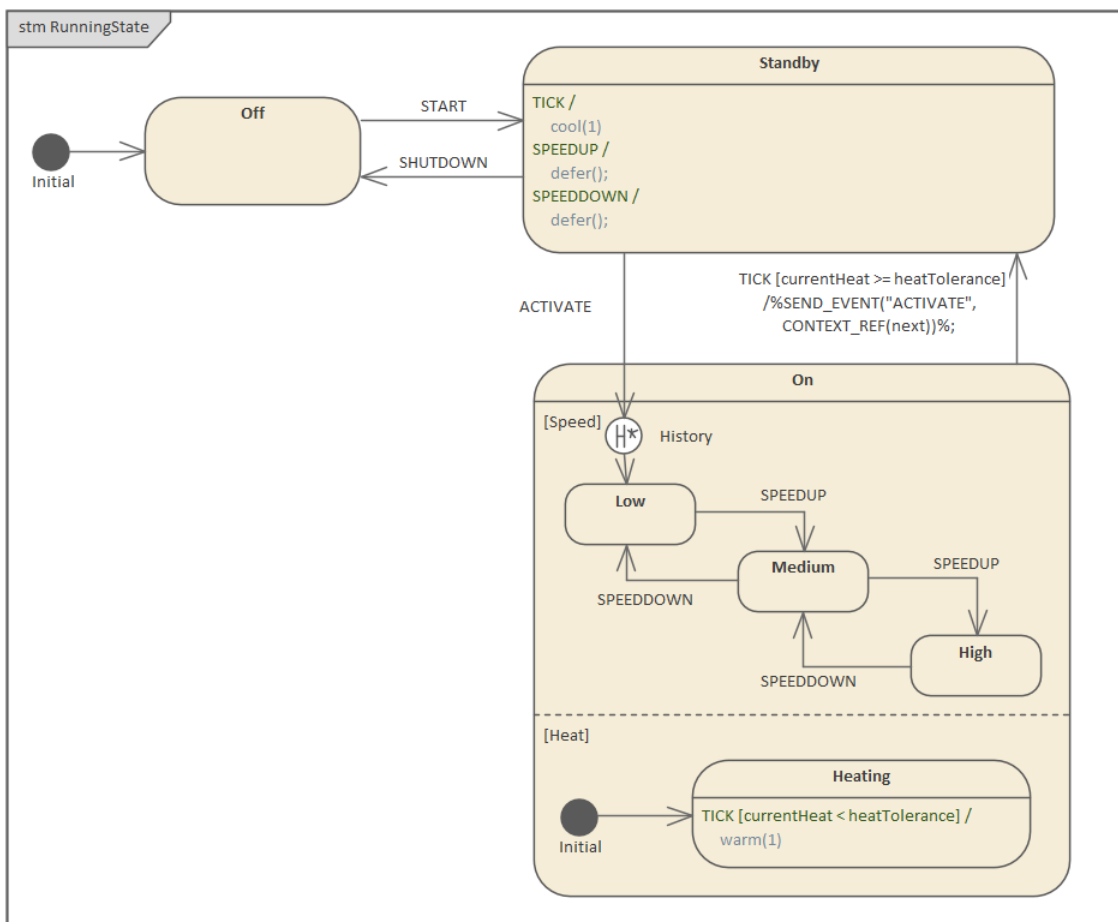 stm RunningState
Standby
Off
START
TICK /
cool(1)
SPEEDUP /
defer();
SPEEDDOWN /
defer();
SHUTDOWN
Initial
TICK [currentHeat >= heatTolerance]
/%SEND_EVENT("ACTIVATE",
CONTEXT_REF(next))%;
ACTIVATE
On
[Speed]
H*
History
Low
SPEEDUP
Medium
SPEEDUP
SPEEDDOWN
High
SPEEDDOWN
[Heat]
Heating
TICK [currentHeat < heatTolerance] /
warm(1)
Initial